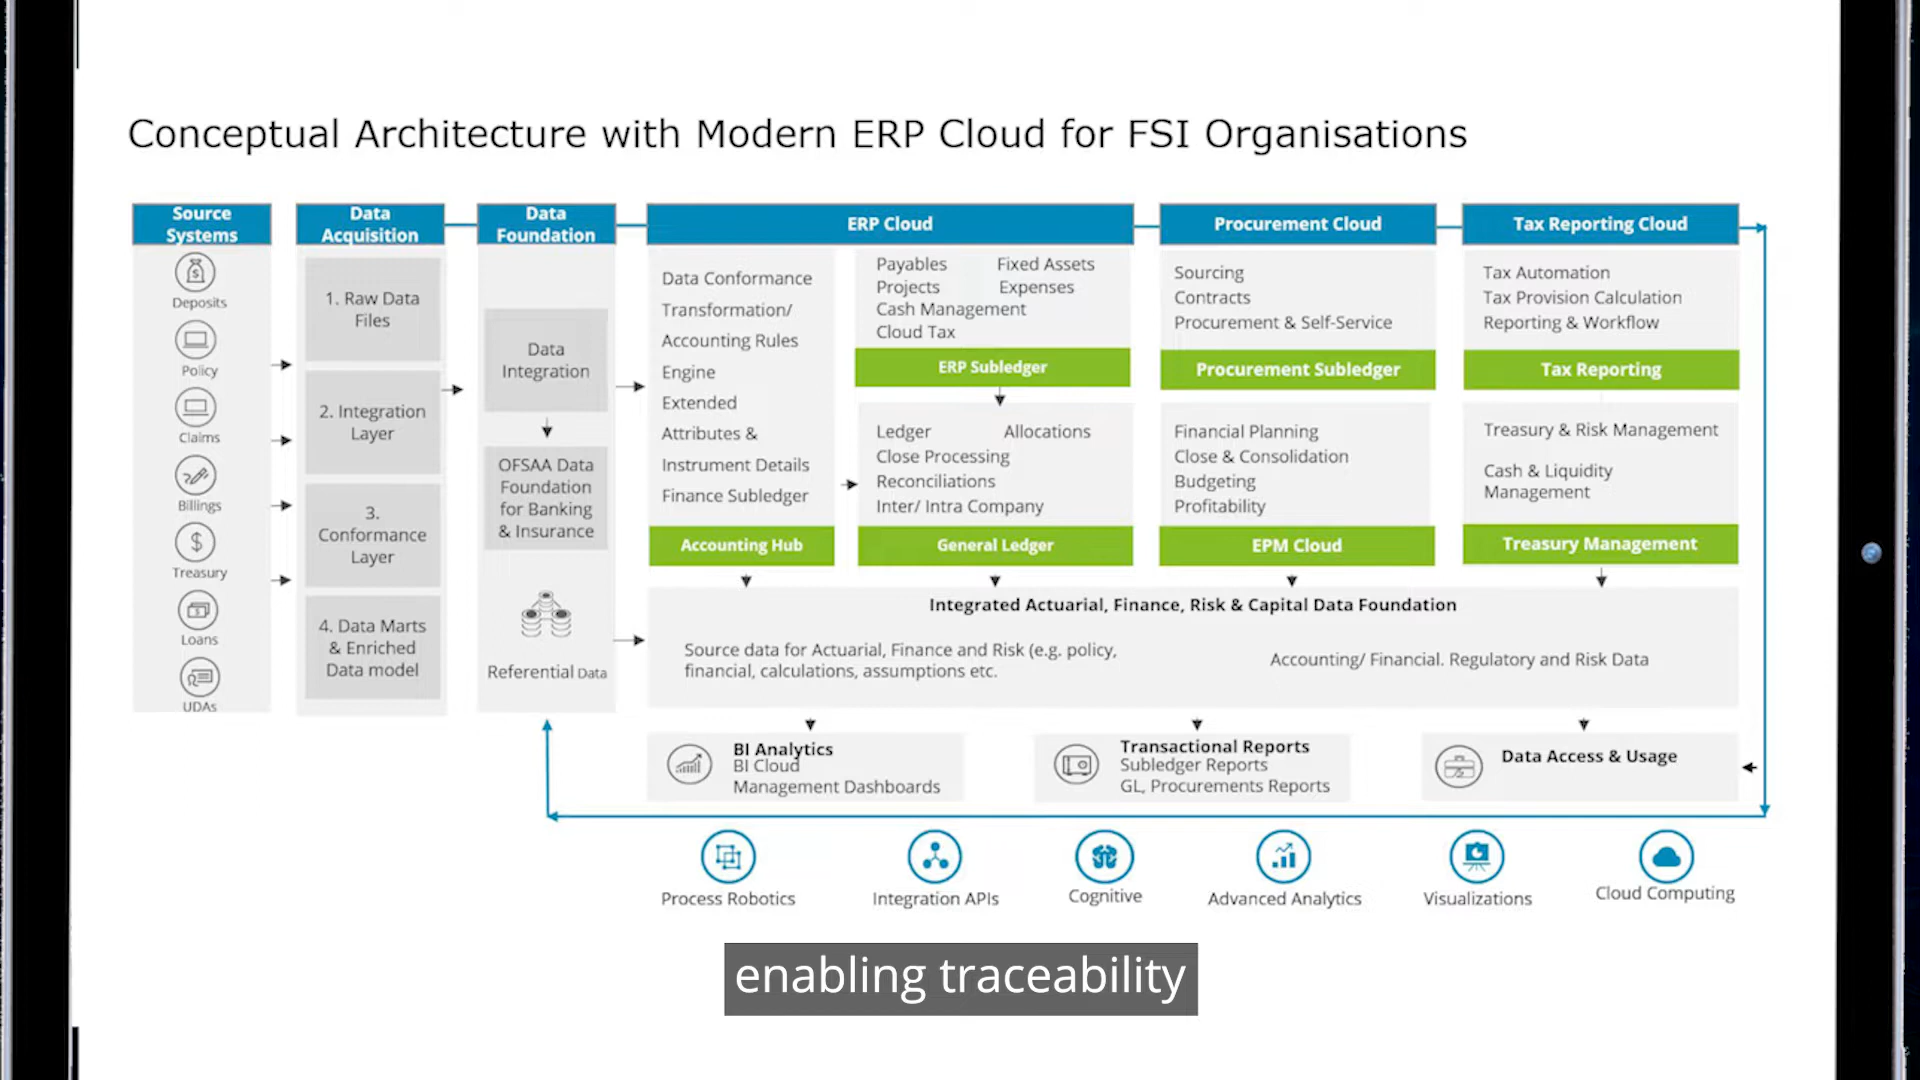 Conceptual Architecture with Modern ERP Cloud for FSI Organisations
Source
Systems
Deposits
Policy
Claims
Billings
Treasury
Loans
UDAs
Data
Acquisition
1. Raw Data
Files
2. Integration
Layer
3.
Conformance
Layer
4. Data Marts
& Enriched
Data model
Data
Foundation
Data
Integration
OFSAA Data
Foundation
for Banking
& Insurance
Referential Data
ERP Cloud
Data Conformance
Transformation/
Accounting Rules
Engine
Extended
Attributes &
Instrument Details
Finance Subledger
Accounting Hub
Payables Fixed Assets
Projects Expenses
Cash Management
Cloud Tax
ERP Subledger
Ledger Allocations
Close Processing
Reconciliations
Inter/ Intra Company
General Ledger
Procurement Cloud
Sourcing
Contracts
Procurement & Self-Service
Procurement Subledger
Financial Planning
Close & Consolidation
Budgeting
Profitability
EPM Cloud
Tax Reporting Cloud
Tax Automation
Tax Provision Calculation
Reporting & Workflow
Tax Reporting
Treasury & Risk Management
Cash & Liquidity
Management
Treasury Management
Integrated Actuarial, Finance, Risk & Capital Data Foundation
Source data for Actuarial, Finance and Risk (e.g. policy,
financial, calculations, assumptions etc.
Accounting/ Financial. Regulatory and Risk Data
BI Analytics
BI Cloud
Management Dashboards
Transactional Reports
Subledger Reports
GL, Procurements Reports
Data Access & Usage
Process Robotics
Integration APIs
Cognitive
Advanced Analytics
Visualizations
Cloud Computing
enabling traceability